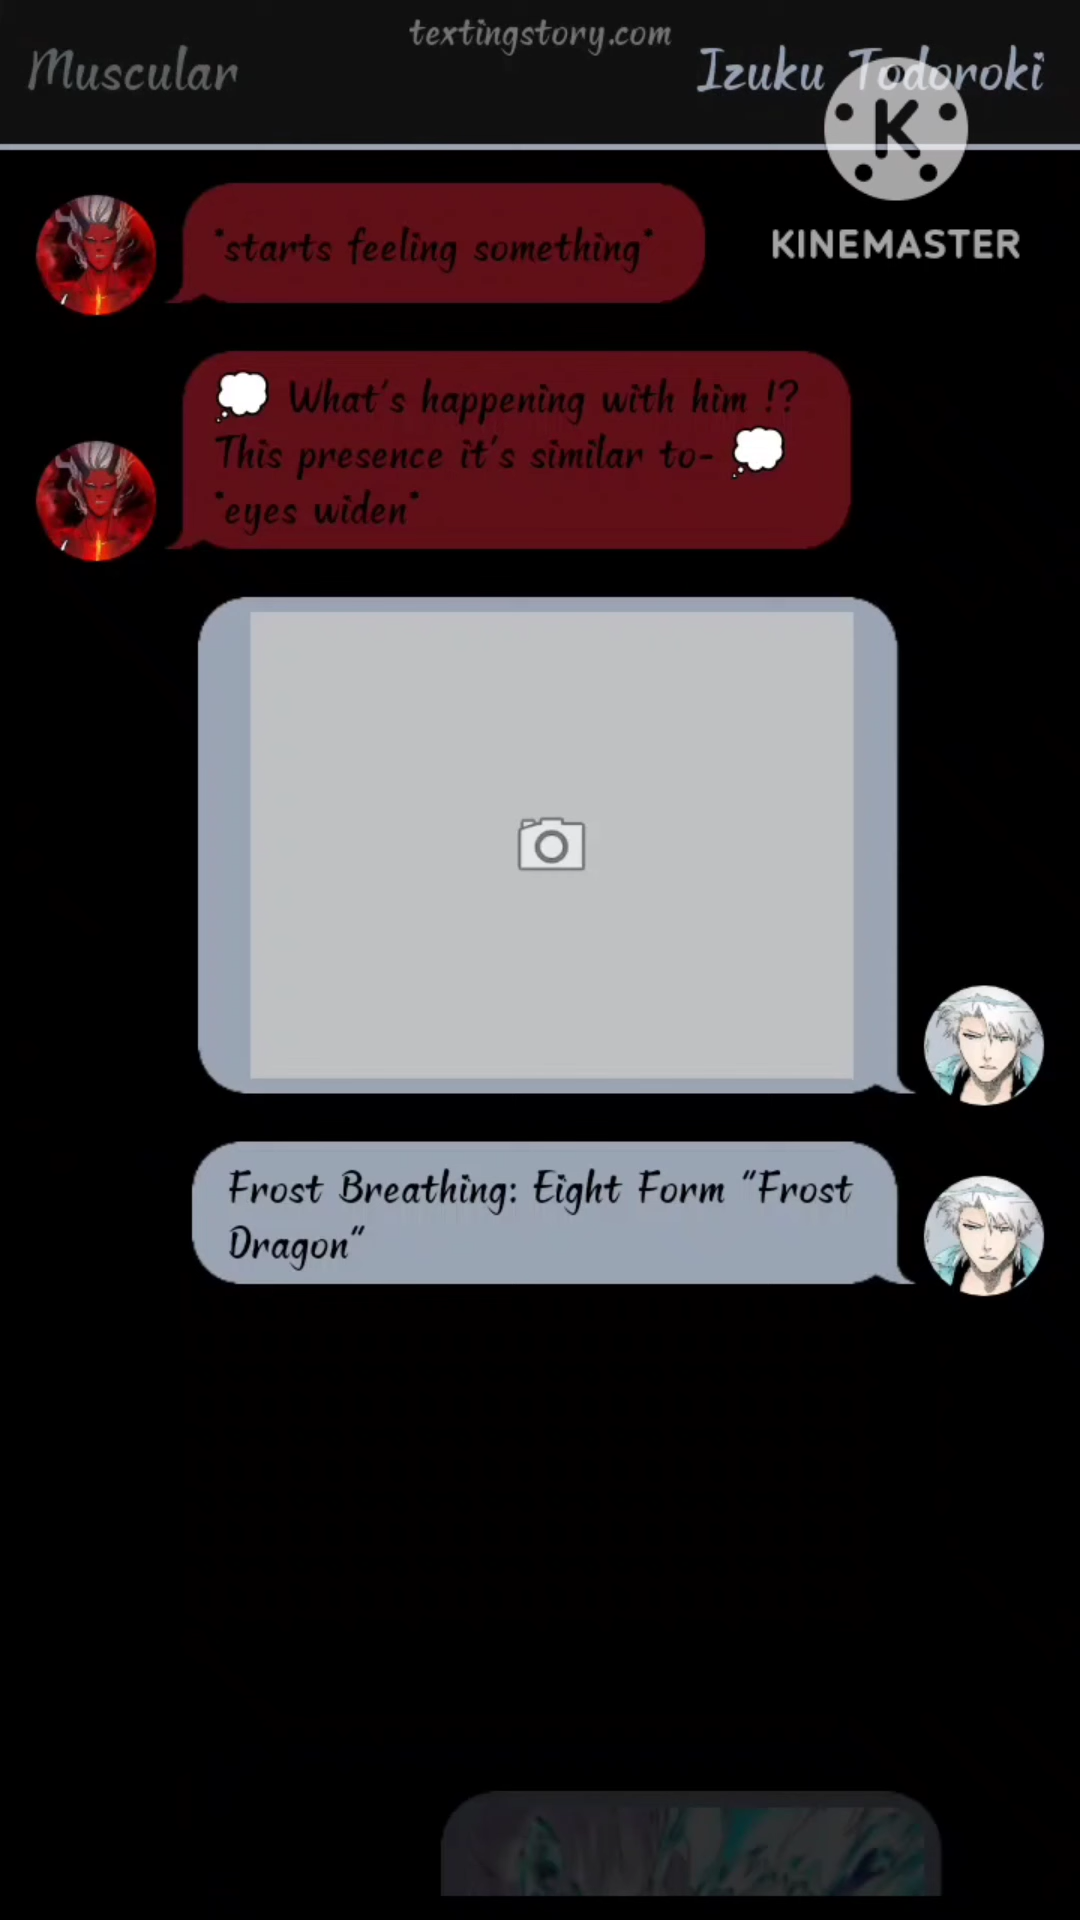 textingstory.com
Muscular
Izuku Todoroki
K
KINEMASTER
*starts feeling something*
💭 What's happening with him !?
This presence it's similar to- 💭
*eyes widen*
Frost Breathing: Eight Form "Frost
Dragon"